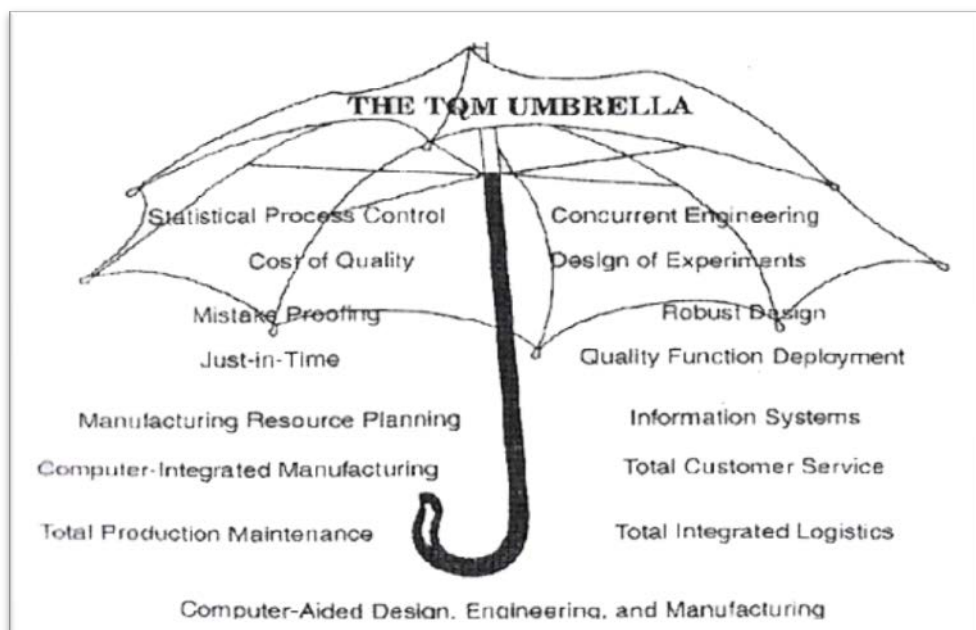 THE TQM UMBRELLA
Statistical Process Control
Concurrent Engineering
Cost of Quality
Design of Experiments
Mistake Proofing
Robust Design
Just-in-Time
Quality Function Deployment
Manufacturing Resource Planning
Information Systems
Computer-Integrated Manufacturing
Total Customer Service
Total Production Maintenance
Total Integrated Logistics
Computer-Aided Design, Engineering, and Manufacturing